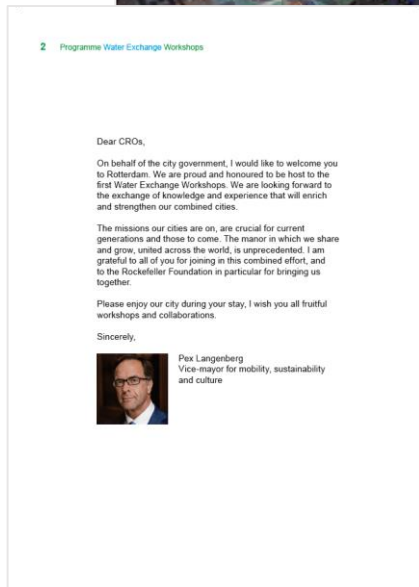 2 Programme Water Exchange Workshops
Dear CROs,
On behalf of the city government, I would like to welcome you
to Rotterdam. We are proud and honoured to be host to the
first Water Exchange Workshops. We are looking forward to
the exchange of knowledge and experience that will enrich
and strengthen our combined cities.
The missions our cities are on, are crucial for current
generations and those to come. The manor in which we share
and grow, united across the world, is unprecedented. I am
grateful to all of you for joining in this combined effort, and
to the Rockefeller Foundation in particular for bringing us
together.
Please enjoy our city during your stay, I wish you all fruitful
workshops and collaborations.
Sincerely,
Pex Langenberg
Vice-mayor for mobility, sustainability
and culture